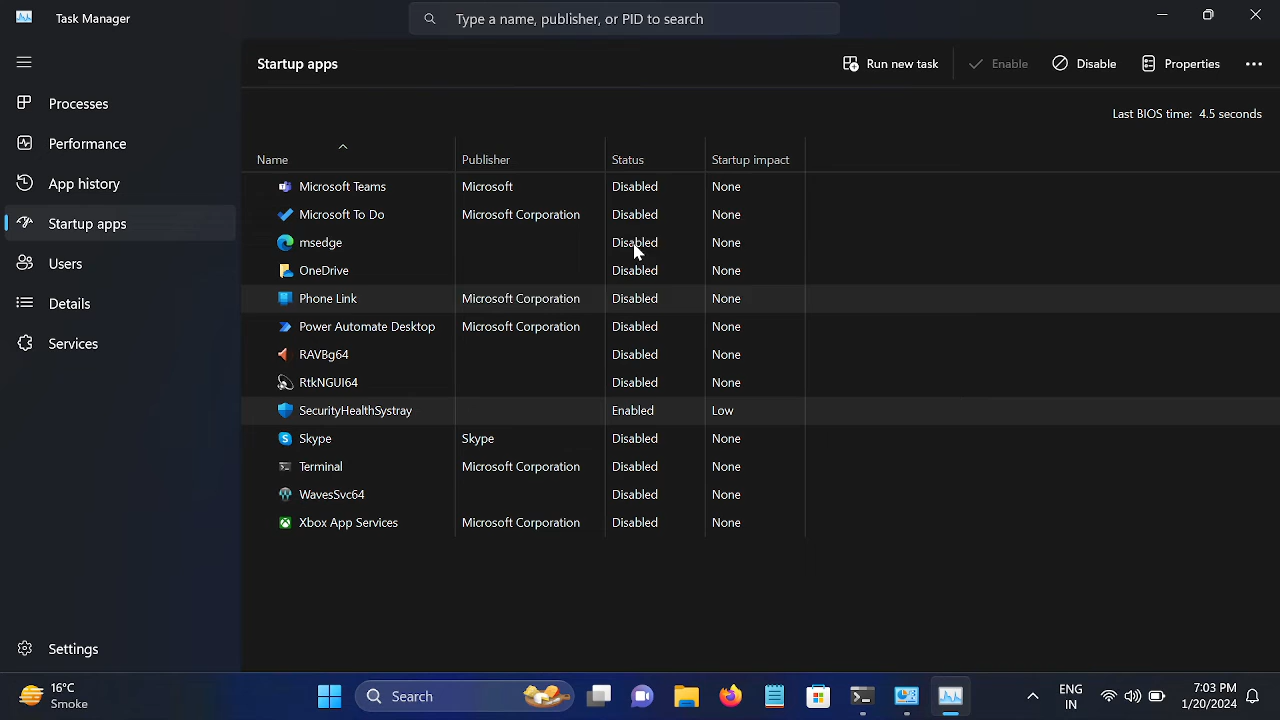 Task Manager
Type a name, publisher, or PID to search
Startup apps
Run new task
Enable
Disable
Properties
Last BIOS time: 4.5 seconds
Processes
Performance
App history
Startup apps
Users
Details
Services
Settings
Name Publisher Status Startup impact
Microsoft Teams Microsoft Disabled None
Microsoft To Do Microsoft Corporation Disabled None
msedge Disabled None
OneDrive Disabled None
Phone Link Microsoft Corporation Disabled None
Power Automate Desktop Microsoft Corporation Disabled None
RAVBg64 Disabled None
RtkNGUI64 Disabled None
SecurityHealthSystray Enabled Low
Skype Skype Disabled None
Terminal Microsoft Corporation Disabled None
WavesSvc64 Disabled None
Xbox App Services Microsoft Corporation Disabled None
16°C
Smoke
Search
ENG
IN
7:03 PM
1/20/2024